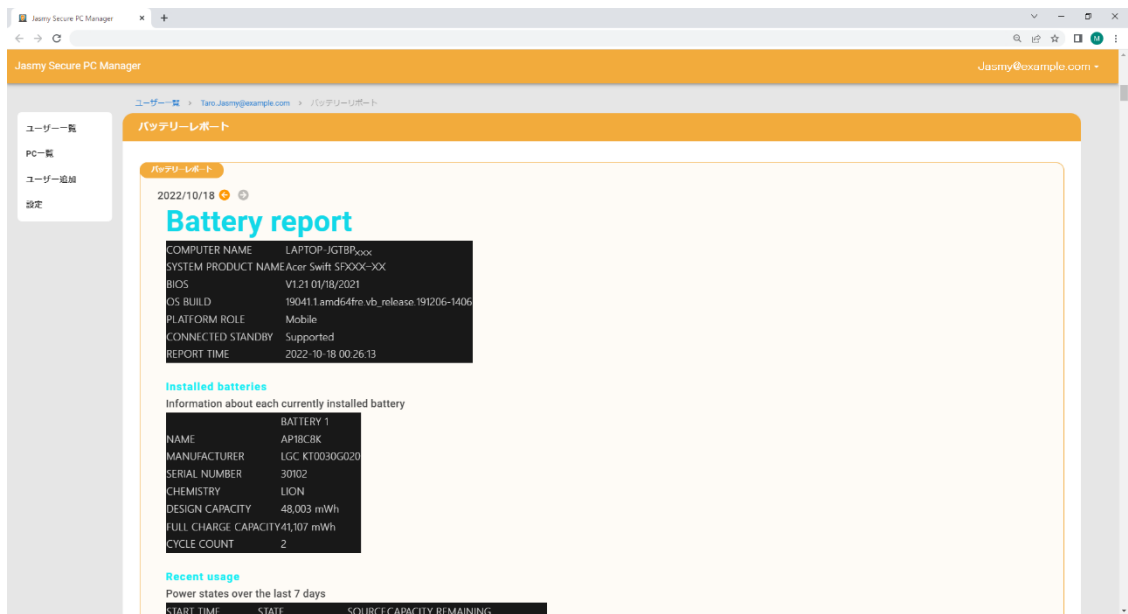 Jasmy Secure PC Manager
Jasmy Secure PC Manager
Jasmy@example.com
ユーザー一覧 > Taro.Jasmy@example.com > バッテリーレポート
ユーザー一覧
PC一覧
ユーザー追加
設定
バッテリーレポート
バッテリーレポート
2022/10/18
Battery report
COMPUTER NAME LAPTOP-JGTBPxxx
SYSTEM PRODUCT NAME Acer Swift SFXXX-XX
BIOS V1.21 01/18/2021
OS BUILD 19041.1.amd64fre.vb_release.191206-1406
PLATFORM ROLE Mobile
CONNECTED STANDBY Supported
REPORT TIME 2022-10-18 00:26:13
Installed batteries
Information about each currently installed battery
BATTERY 1
NAME AP18C8K
MANUFACTURER LGC KT0030G020
SERIAL NUMBER 30102
CHEMISTRY LION
DESIGN CAPACITY 48,003 mWh
FULL CHARGE CAPACITY 41,107 mWh
CYCLE COUNT 2
Recent usage
Power states over the last 7 days
START TIME STATE SOURCE CAPACITY REMAINING
M